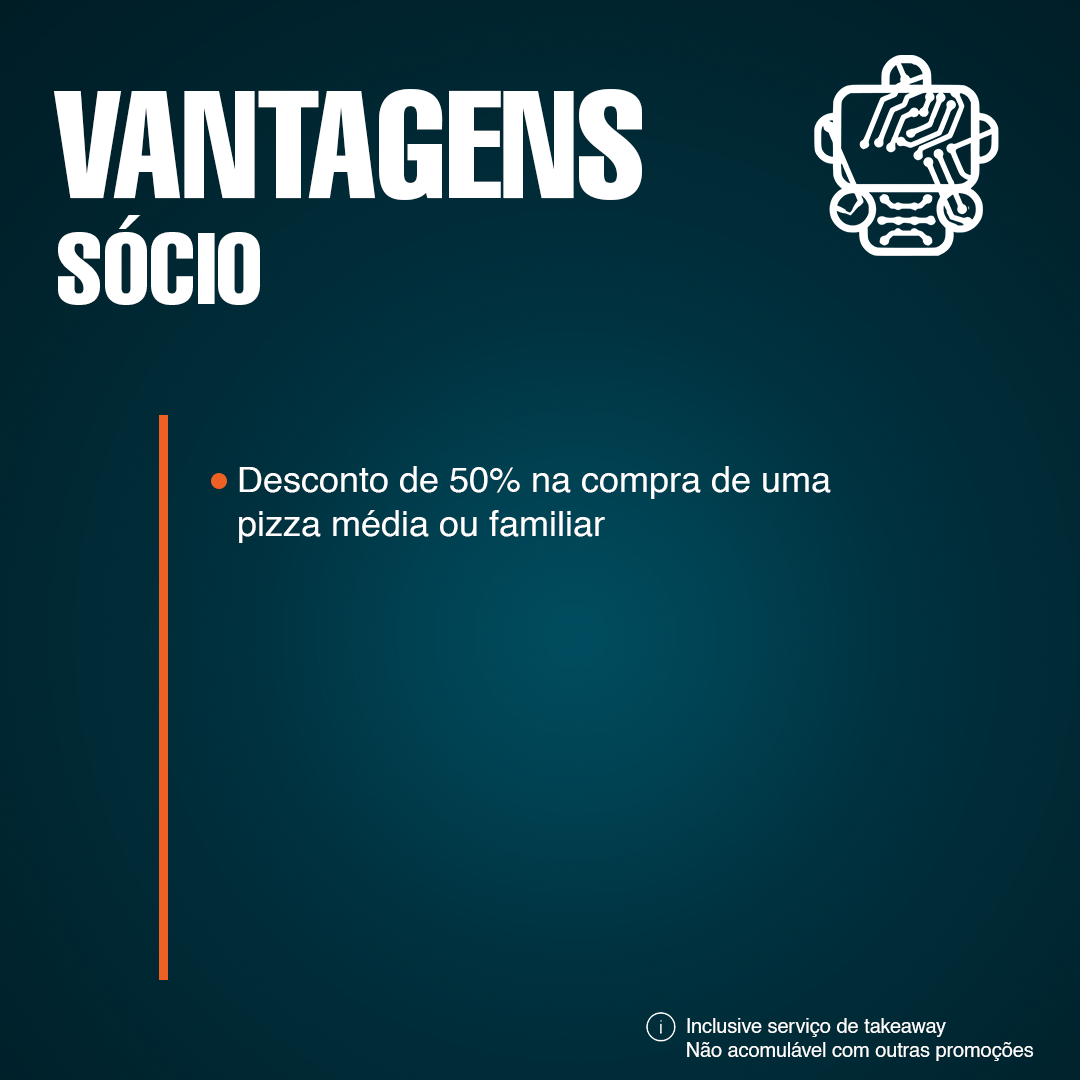 VANTAGENS
SÓCIO
Desconto de 50% na compra de uma
pizza média ou familiar
Inclusive serviço de takeaway
Não acomulável com outras promoções